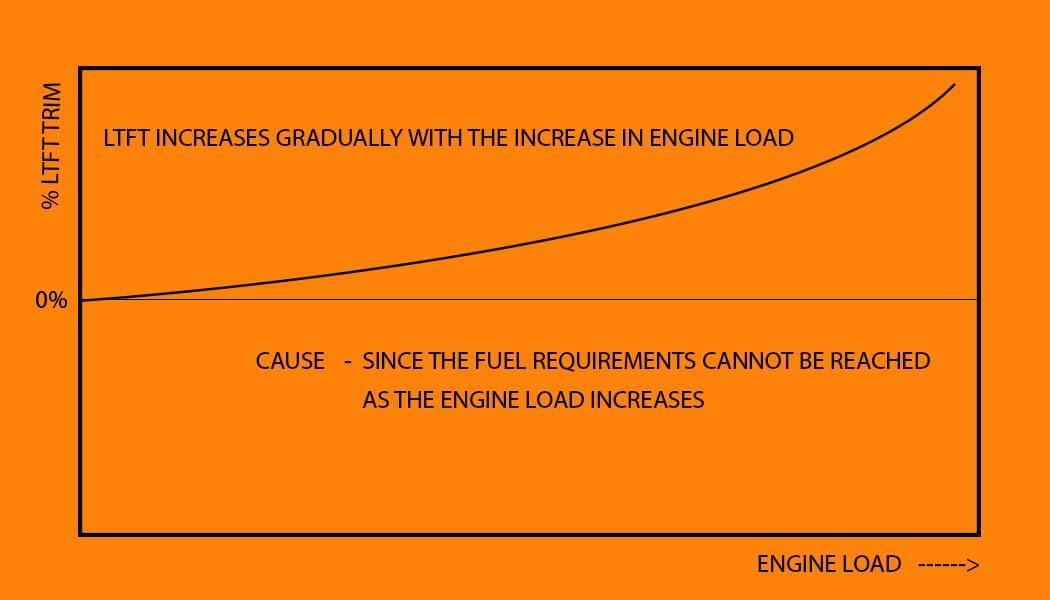 % LTFT TRIM
LTFT INCREASES GRADUALLY WITH THE INCREASE IN ENGINE LOAD
0%
CAUSE - SINCE THE FUEL REQUIREMENTS CANNOT BE REACHED
AS THE ENGINE LOAD INCREASES
ENGINE LOAD ------>